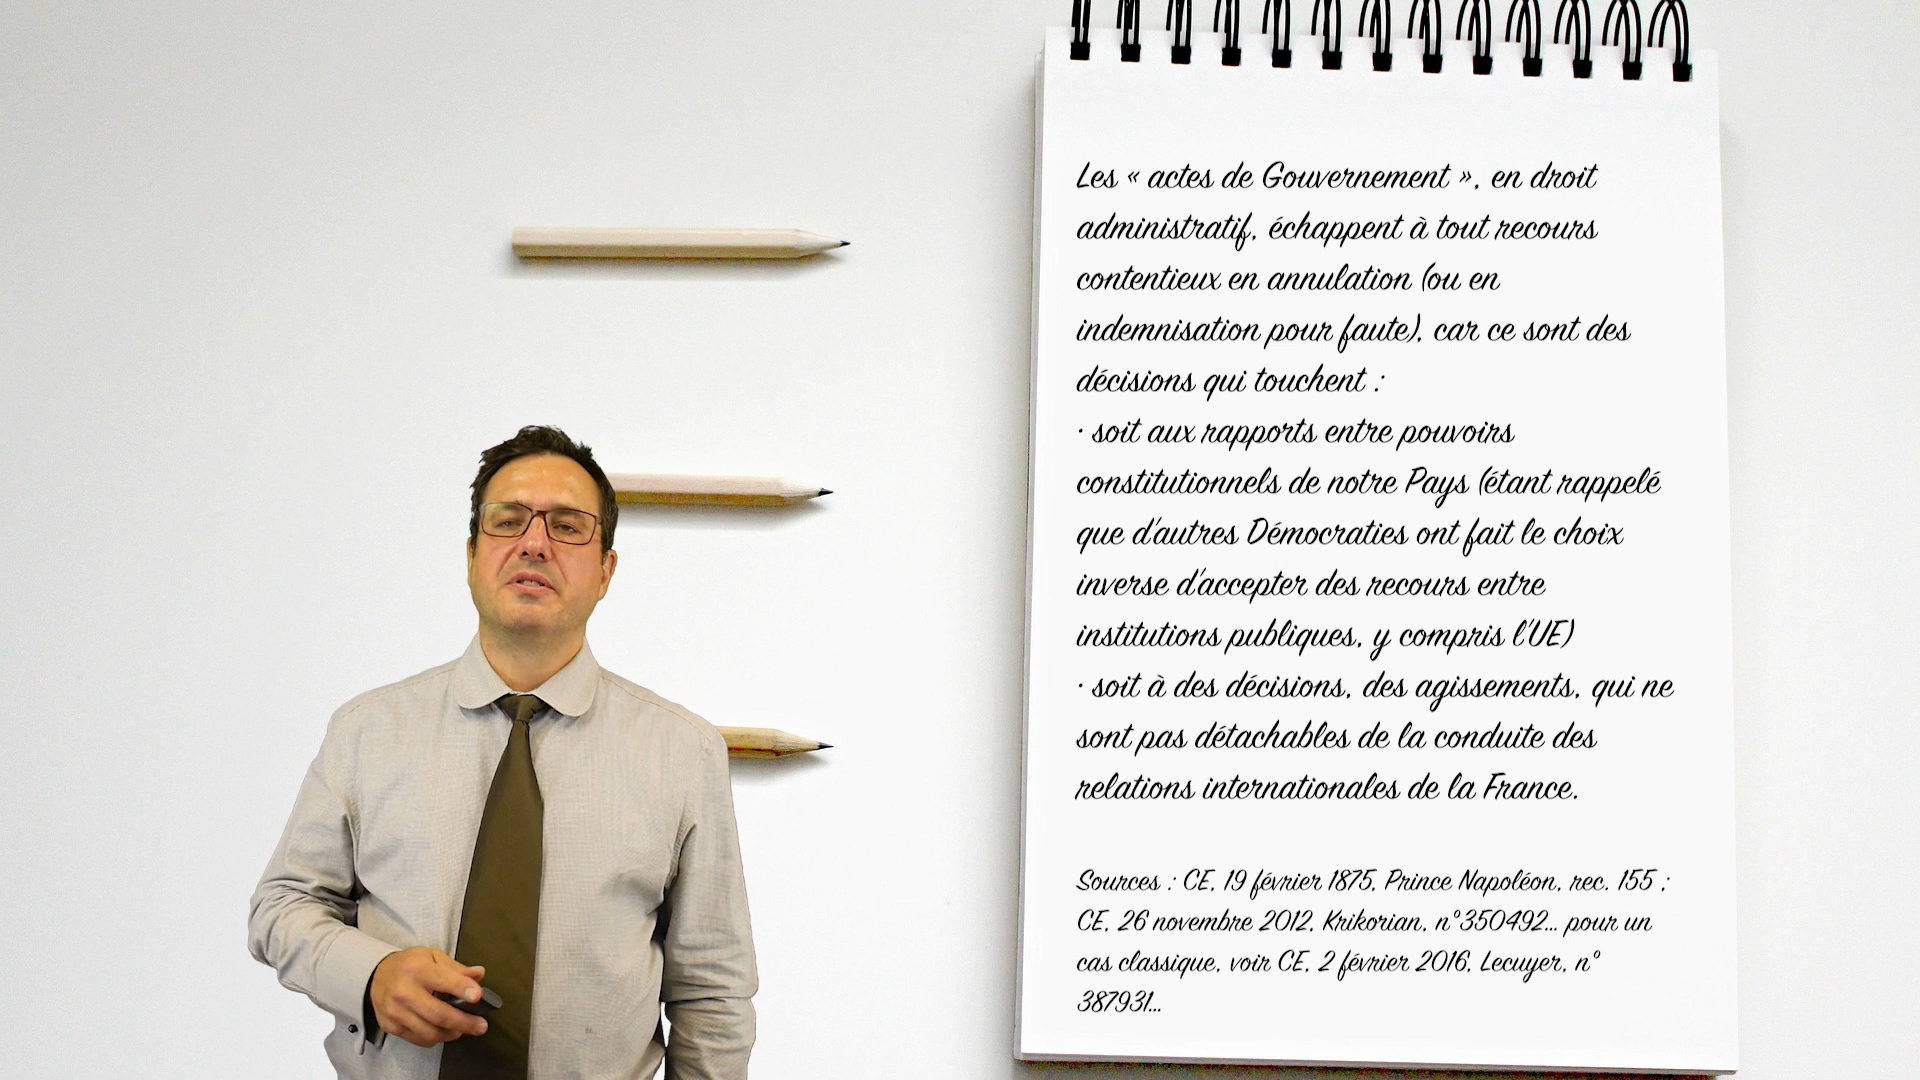 Les « actes de Gouvernement », en droit
administratif, échappent à tout recours
contentieux en annulation (ou en
indemnisation pour faute), car ce sont des
décisions qui touchent :
· soit aux rapports entre pouvoirs
constitutionnels de notre Pays (étant rappelé
que d'autres Démocraties ont fait le choix
inverse d'accepter des recours entre
institutions publiques, y compris l'UE)
· soit à des décisions, des agissements, qui ne
sont pas détachables de la conduite des
relations internationales de la France.
Sources : CE, 19 février 1875, Prince Napoléon, rec. 155 ;
CE, 26 novembre 2012, Krikorian, n°350492... pour un
cas classique, voir CE, 2 février 2016, Lecuyer, n°
387931...